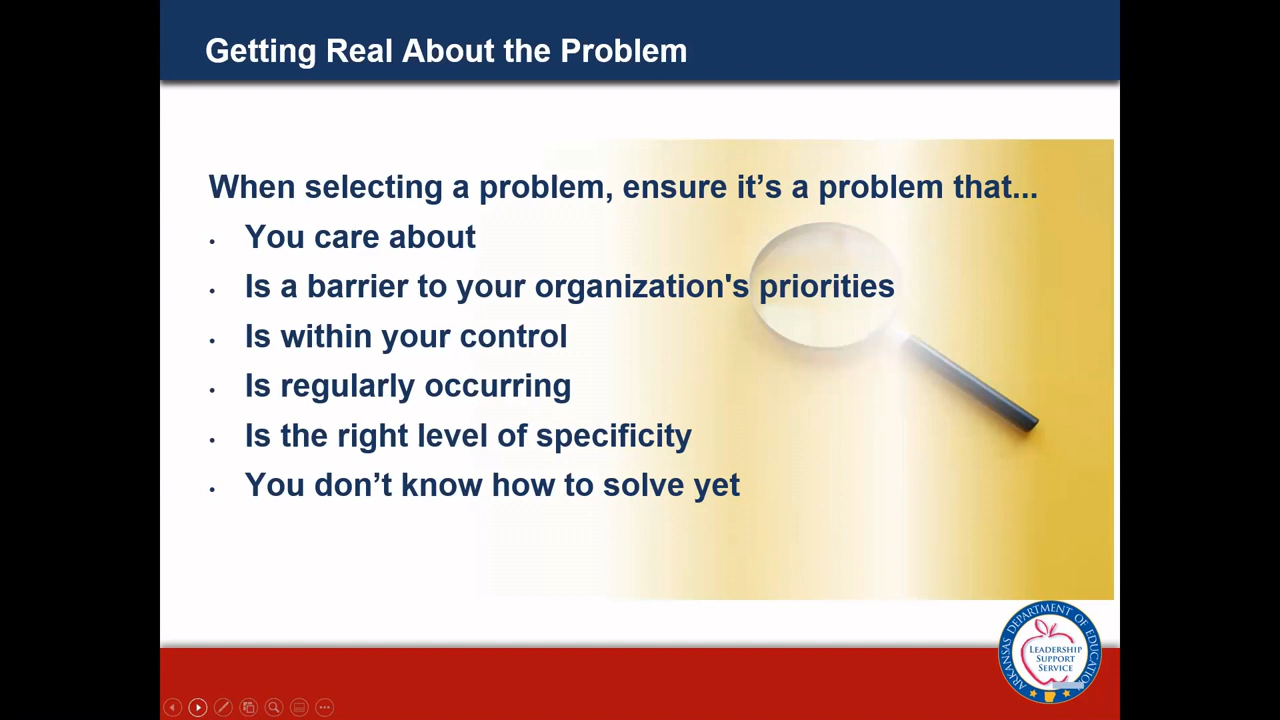 Getting Real About the Problem
When selecting a problem, ensure it’s a problem that...
• You care about
• Is a barrier to your organization's priorities
• Is within your control
• Is regularly occurring
• Is the right level of specificity
• You don’t know how to solve yet
ARKANSAS DEPARTMENT OF EDUCATION
LEADERSHIP
SUPPORT
SERVICE